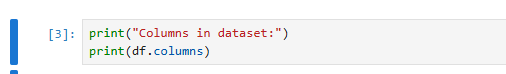 [3]: print("Columns in dataset:")
print(df.columns)